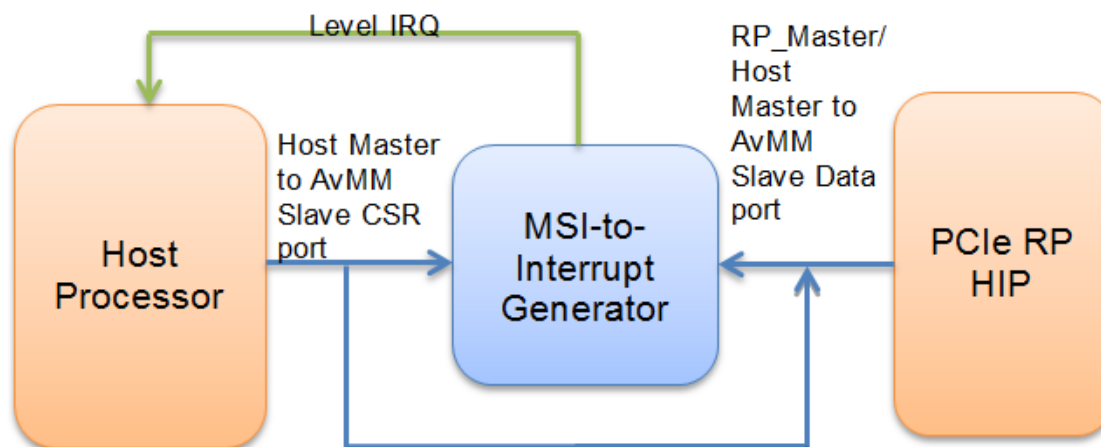 Level IRQ
RP_Master/
Host
Master to
AvMM
Slave Data
port
Host Master
to AvMM
Slave CSR
port
Host
Processor
MSI-to-
Interrupt
Generator
PCIe RP
HIP